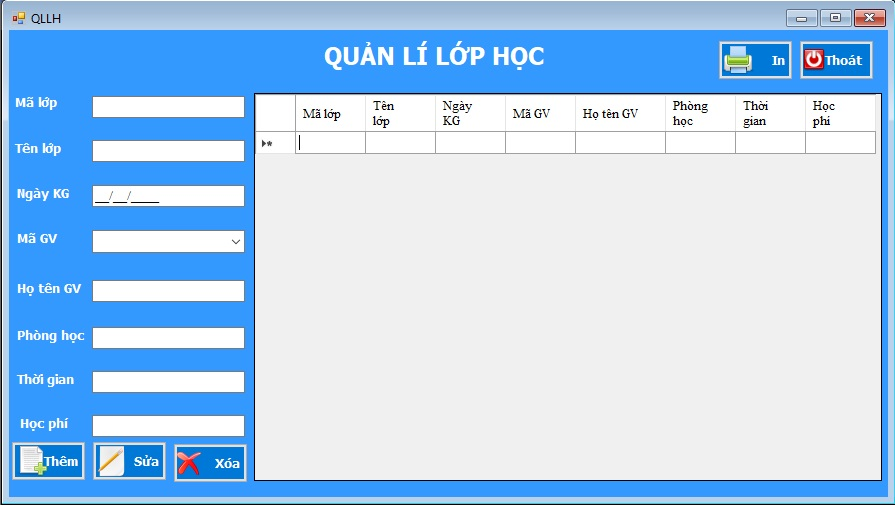 QLLH
QUẢN LÍ LỚP HỌC
In
Thoát
Mã lớp
Tên lớp
Ngày KG
__/__/____
Mã GV
Họ tên GV
Phòng học
Thời gian
Học phí
Thêm
Sửa
Xóa
Mã lớp
Tên
lớp
Ngày
KG
Mã GV
Họ tên GV
Phòng
học
Thời
gian
Học
phí